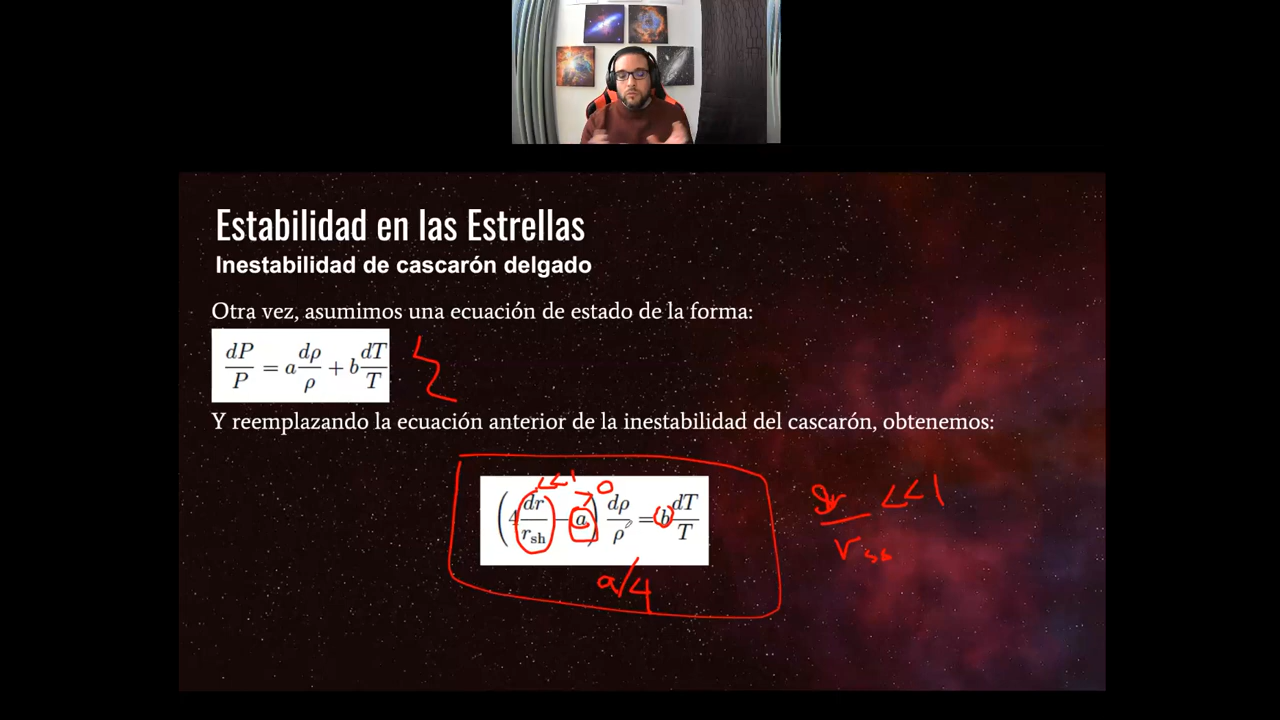 Estabilidad en las Estrellas
Inestabilidad de cascarón delgado
Otra vez, asumimos una ecuación de estado de la forma:
dP/P = a dρ/ρ + b dT/T
Y reemplazando la ecuación anterior de la inestabilidad del cascarón, obtenemos:
<<1 > 0
(4 dr/r_sh − a) dρ/ρ = b dT/T
a/4
<<1